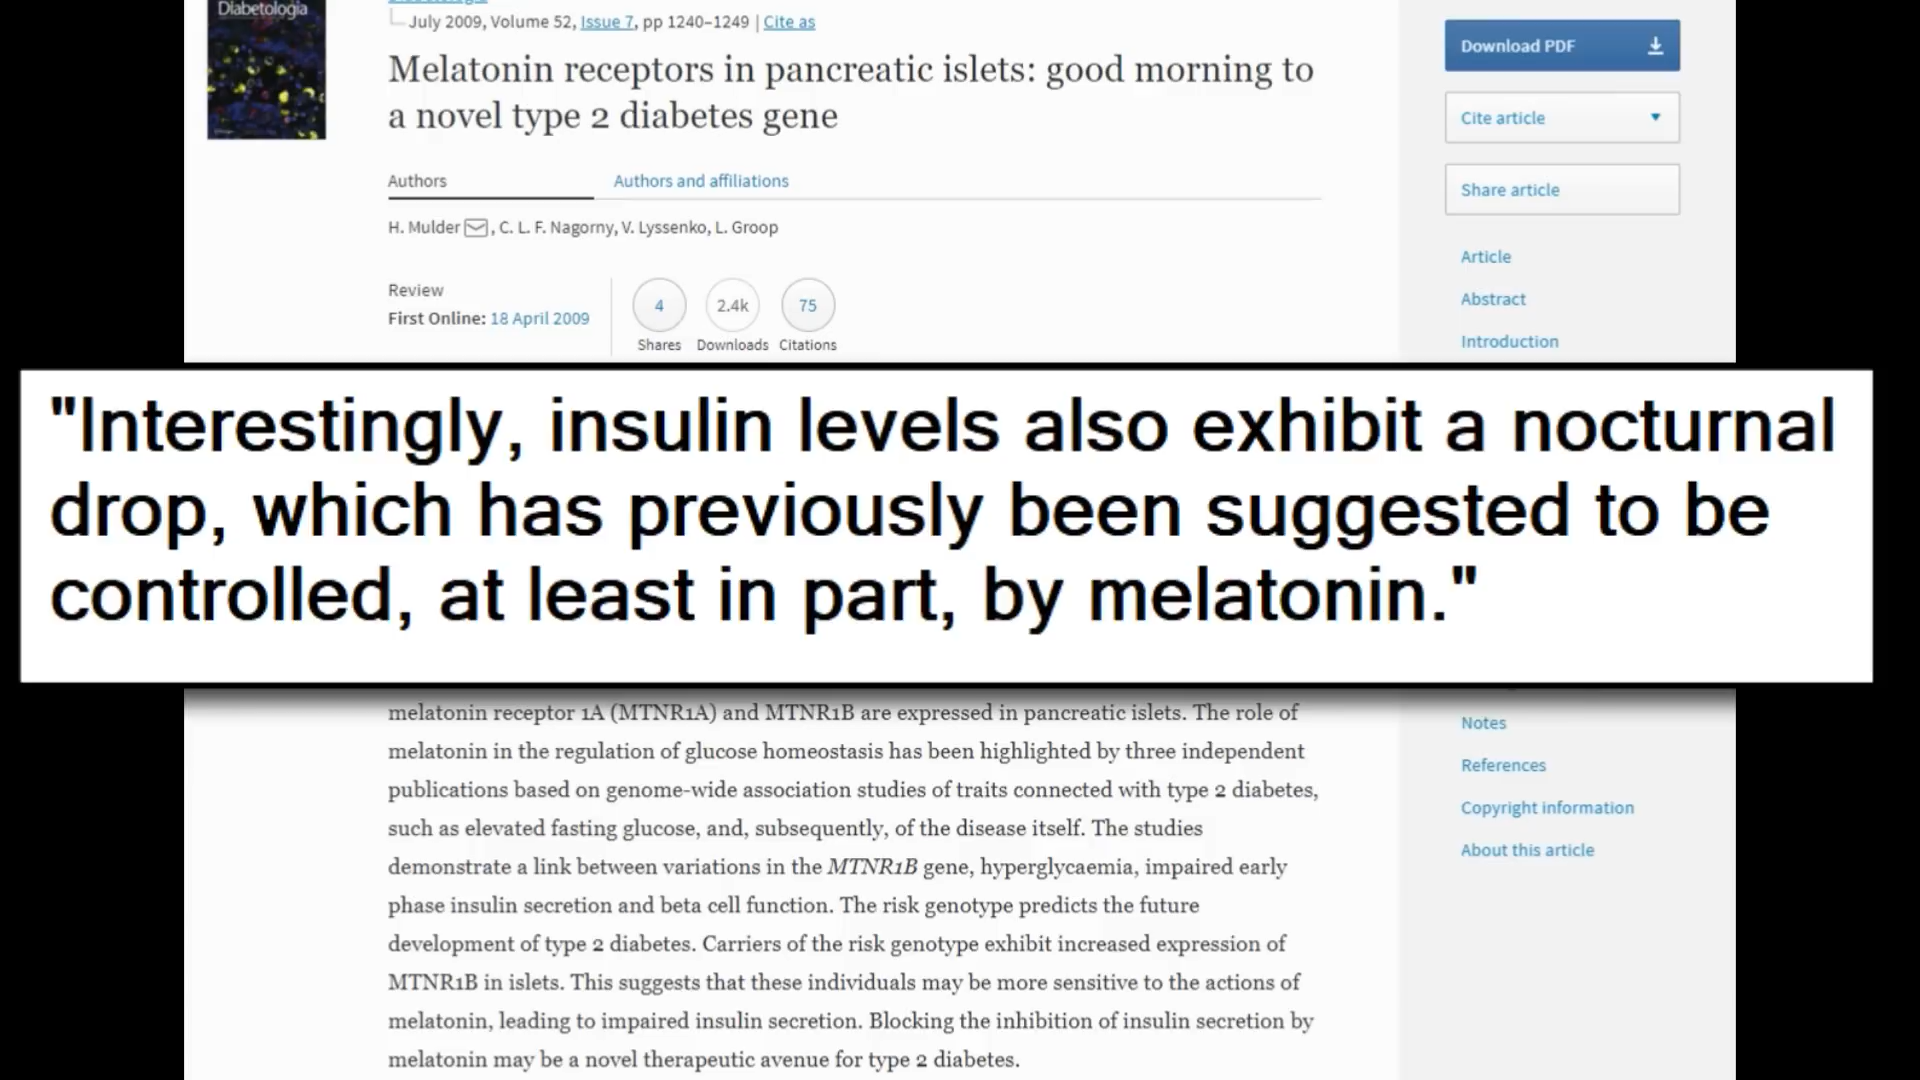 Diabetologia
July 2009, Volume 52, Issue 7, pp 1240–1249 | Cite as
Melatonin receptors in pancreatic islets: good morning to
a novel type 2 diabetes gene
Authors
Authors and affiliations
H. Mulder, C. L. F. Nagorny, V. Lyssenko, L. Groop
Review
First Online: 18 April 2009
4
Shares
2.4k
Downloads
75
Citations
Download PDF
Cite article
Share article
Article
Abstract
Introduction
"Interestingly, insulin levels also exhibit a nocturnal
drop, which has previously been suggested to be
controlled, at least in part, by melatonin."
melatonin receptor 1A (MTNR1A) and MTNR1B are expressed in pancreatic islets. The role of
melatonin in the regulation of glucose homeostasis has been highlighted by three independent
publications based on genome-wide association studies of traits connected with type 2 diabetes,
such as elevated fasting glucose, and, subsequently, of the disease itself. The studies
demonstrate a link between variations in the MTNR1B gene, hyperglycaemia, impaired early
phase insulin secretion and beta cell function. The risk genotype predicts the future
development of type 2 diabetes. Carriers of the risk genotype exhibit increased expression of
MTNR1B in islets. This suggests that these individuals may be more sensitive to the actions of
melatonin, leading to impaired insulin secretion. Blocking the inhibition of insulin secretion by
melatonin may be a novel therapeutic avenue for type 2 diabetes.
Notes
References
Copyright information
About this article